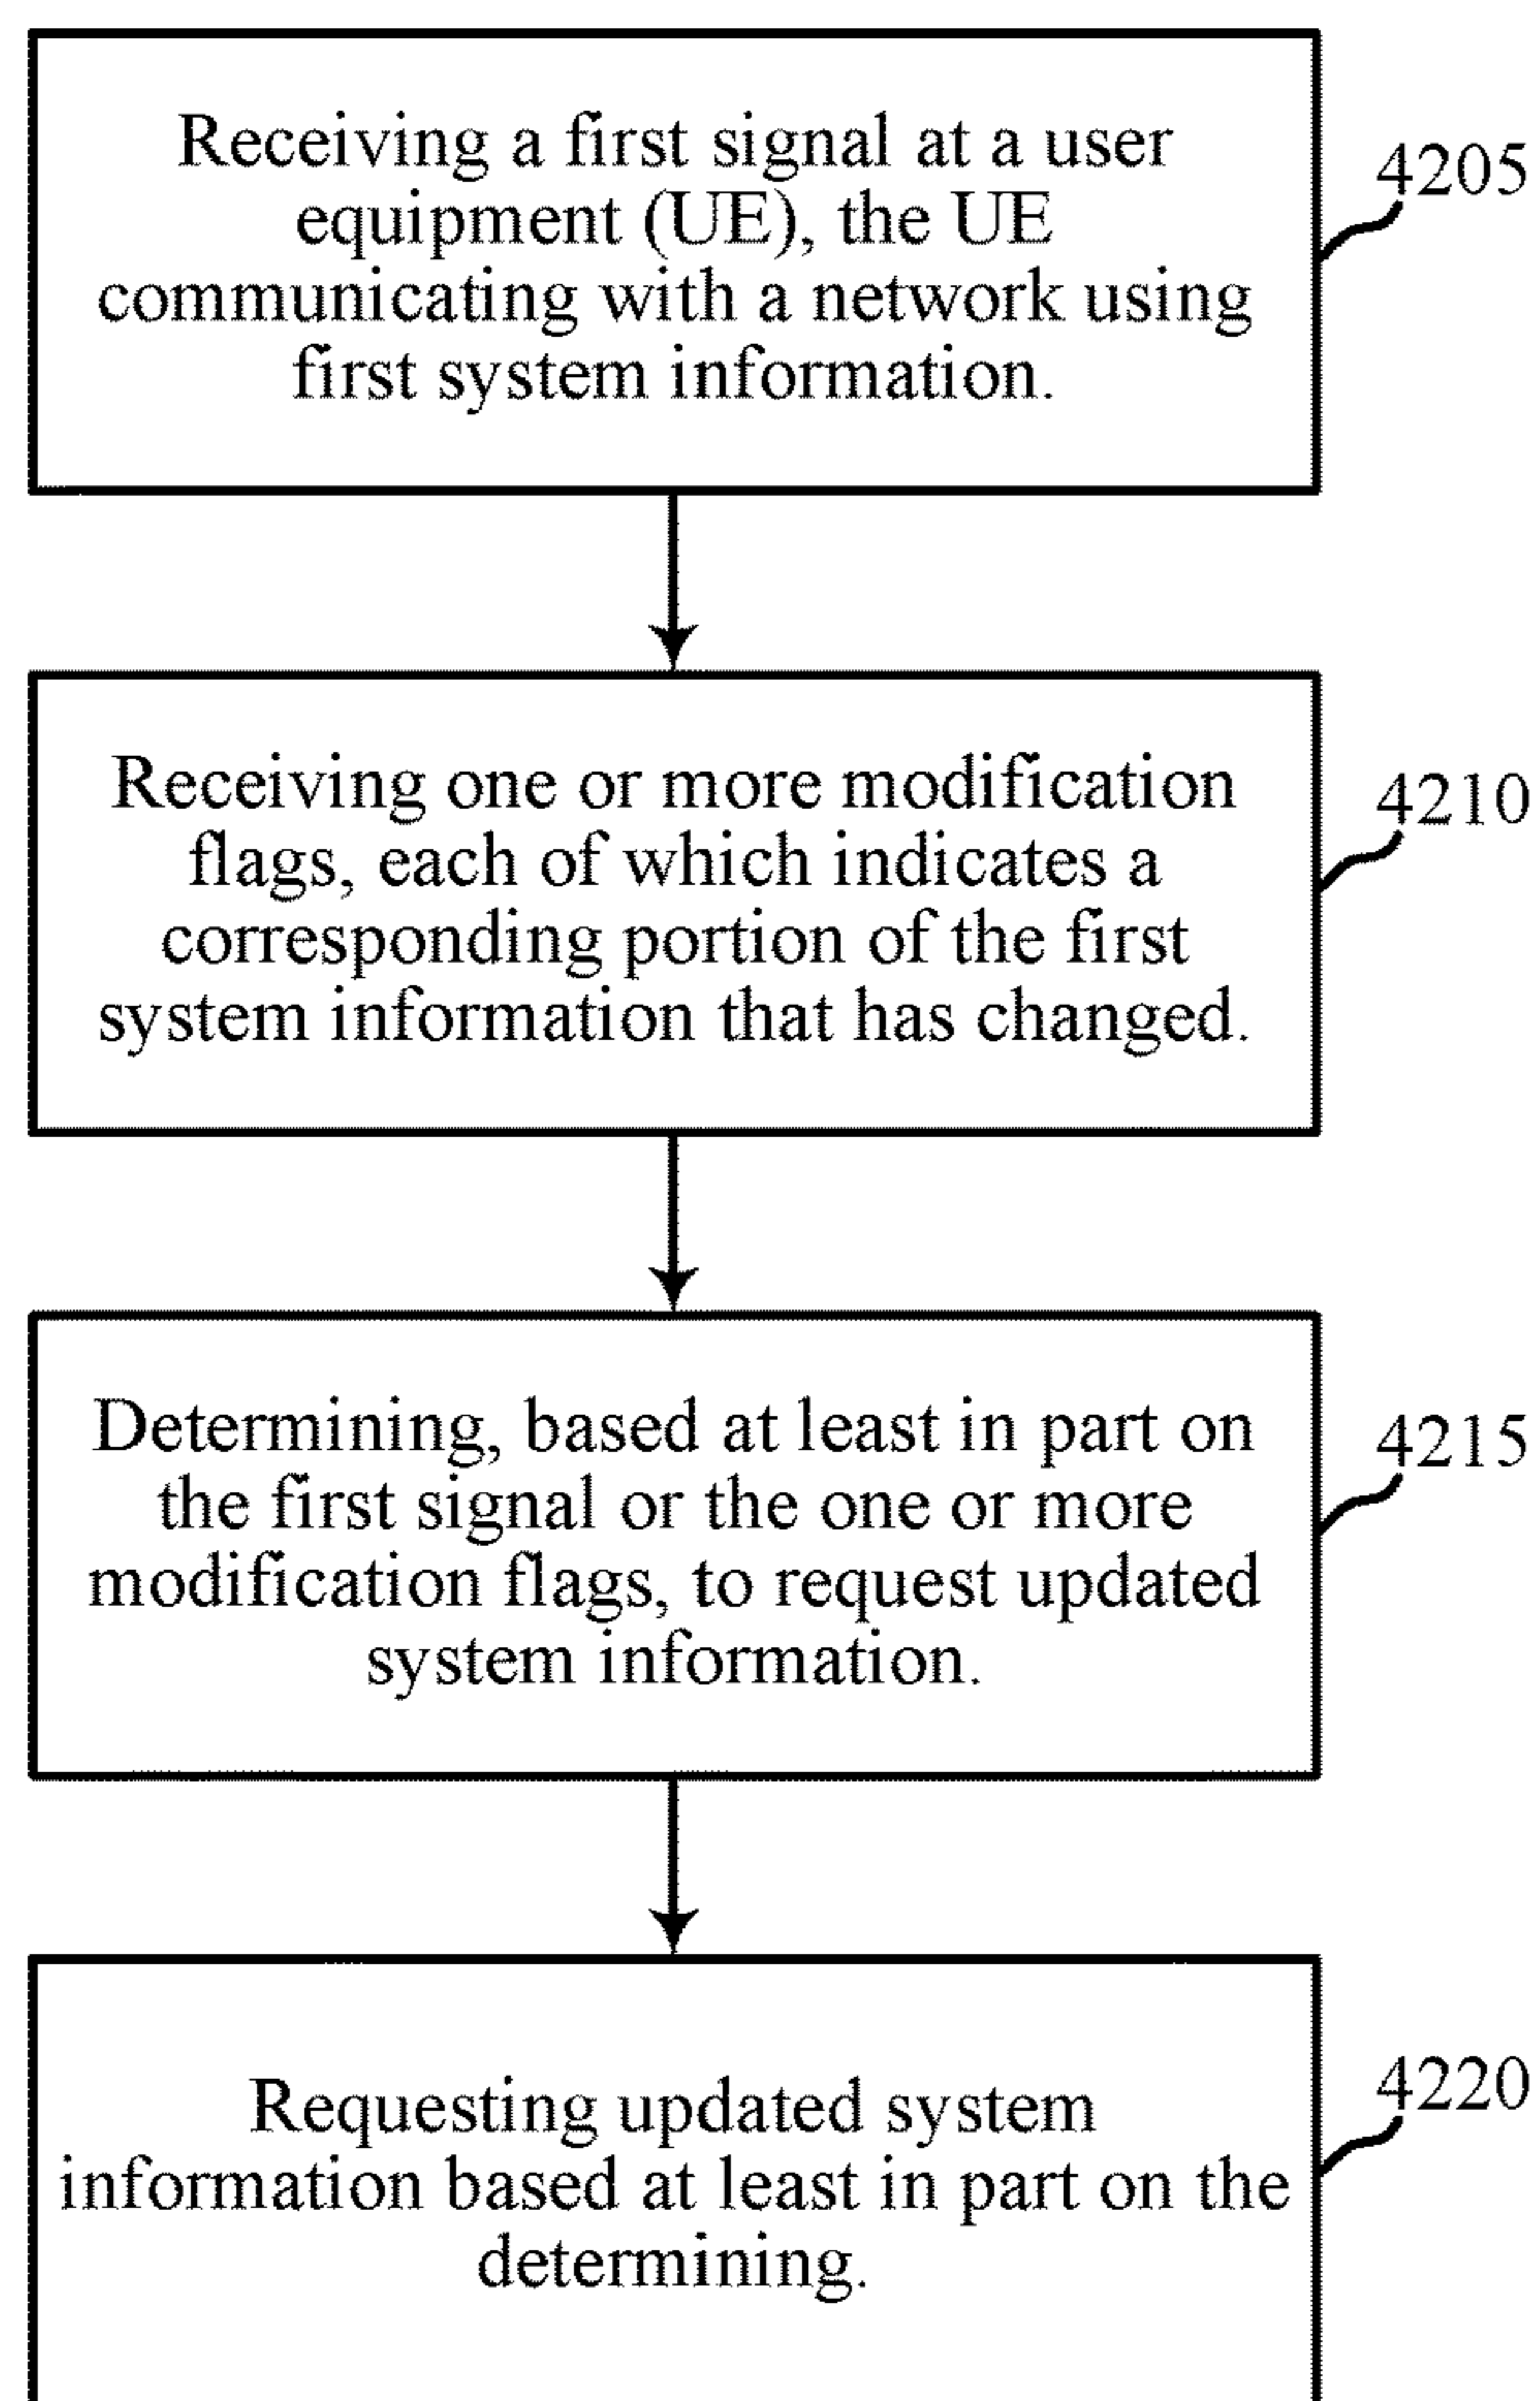 Receiving a first signal at a user
equipment (UE), the UE
communicating with a network using
first system information.
4205
Receiving one or more modification
flags, each of which indicates a
corresponding portion of the first
system information that has changed.
4210
Determining, based at least in part on
the first signal or the one or more
modification flags, to request updated
system information.
4215
Requesting updated system
information based at least in part on the
determining.
4220